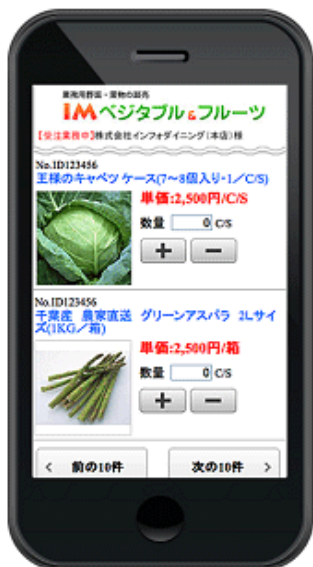 業務用野菜・果物の販売
IMベジタブル&フルーツ
【受注業務中】株式会社インフォダイニング(本店)様
No.ID123456
王様のキャベツ ケース(7～8個入り・1／C/S)
単価:2,500円/C/S
数量 0 C/S
+ −
No.ID123456
千葉産 農家直送 グリーンアスパラ 2Lサイ
ズ(1KG／箱)
単価:2,500円/箱
数量 0 C/S
+ −
< 前の10件 次の10件 >